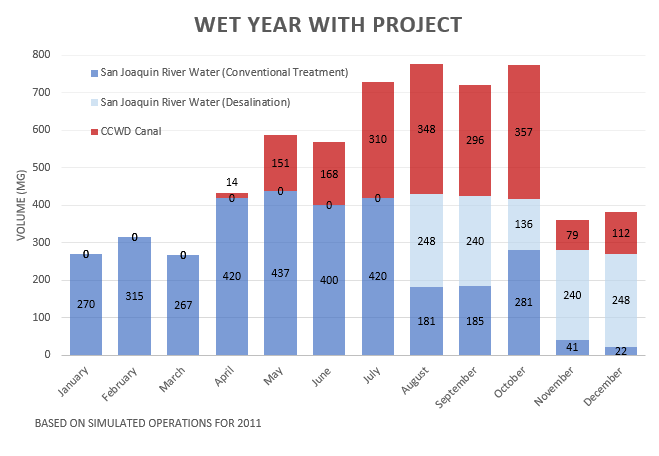 WET YEAR WITH PROJECT
800
700
600
500
400
300
200
100
0
VOLUME (MG)
San Joaquin River Water (Conventional Treatment)
San Joaquin River Water (Desalination)
CCWD Canal
14
151
168
310
348
296
357
79
112
0
0
0
0
0
0
0
248
240
136
240
248
270
315
267
420
437
400
420
181
185
281
41
22
January
February
March
April
May
June
July
August
September
October
November
December
BASED ON SIMULATED OPERATIONS FOR 2011